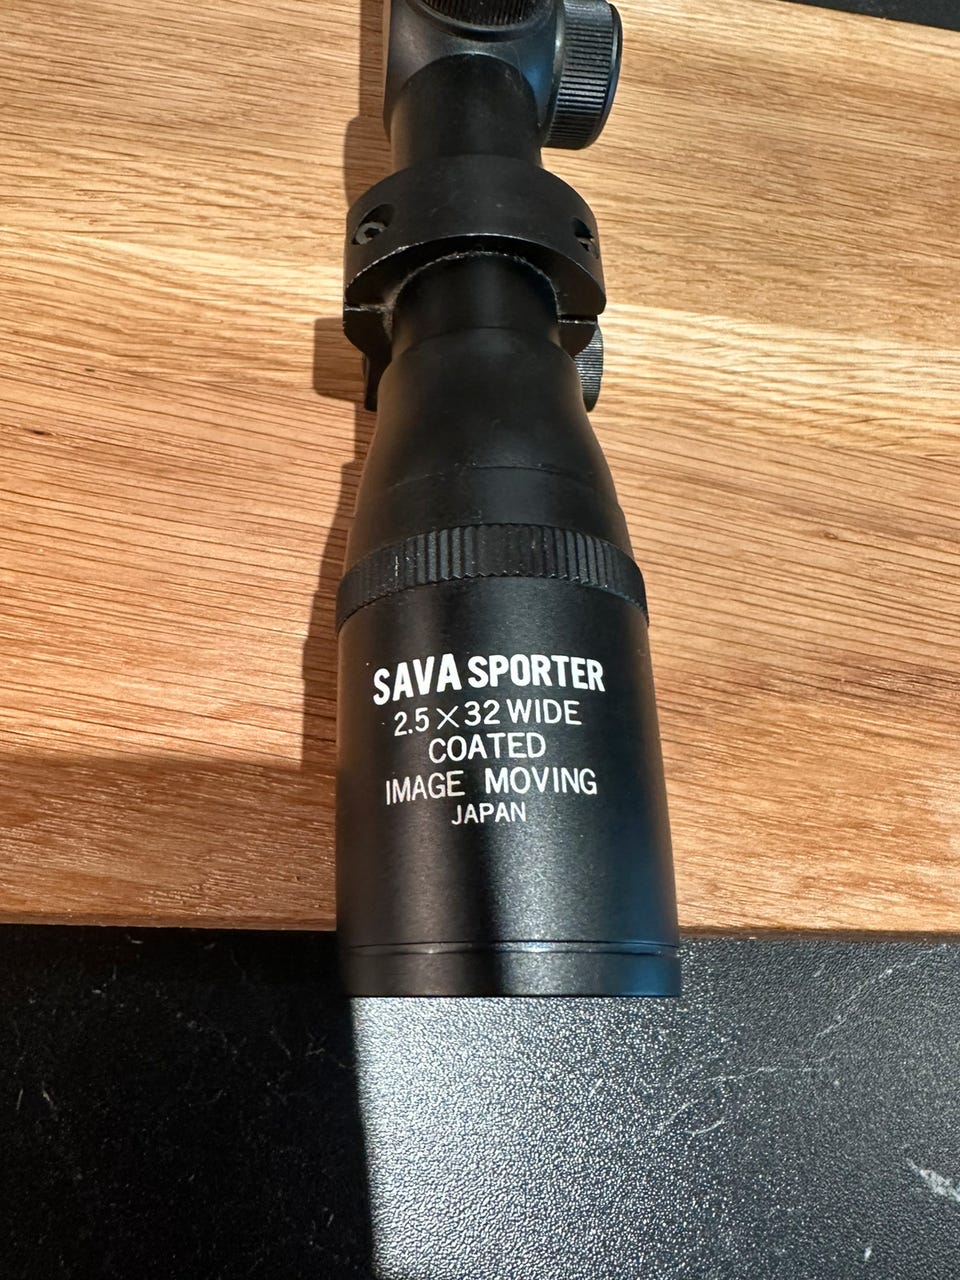 SAVA SPORTER
2.5×32 WIDE
COATED
IMAGE MOVING
JAPAN